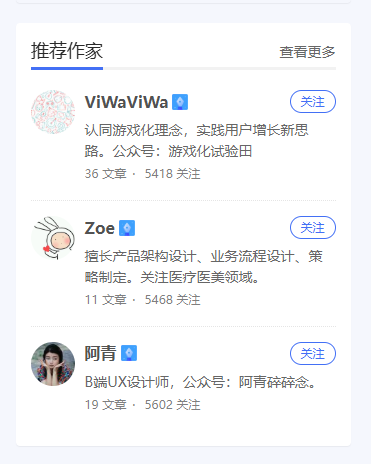 推荐作家
查看更多
ViWaViWa
关注
认同游戏化理念，实践用户增长新思
路。公众号：游戏化试验田
36 文章 · 5418 关注
Zoe
关注
擅长产品架构设计、业务流程设计、策
略制定。关注医疗医美领域。
11 文章 · 5468 关注
阿青
关注
B端UX设计师，公众号：阿青碎碎念。
19 文章 · 5602 关注